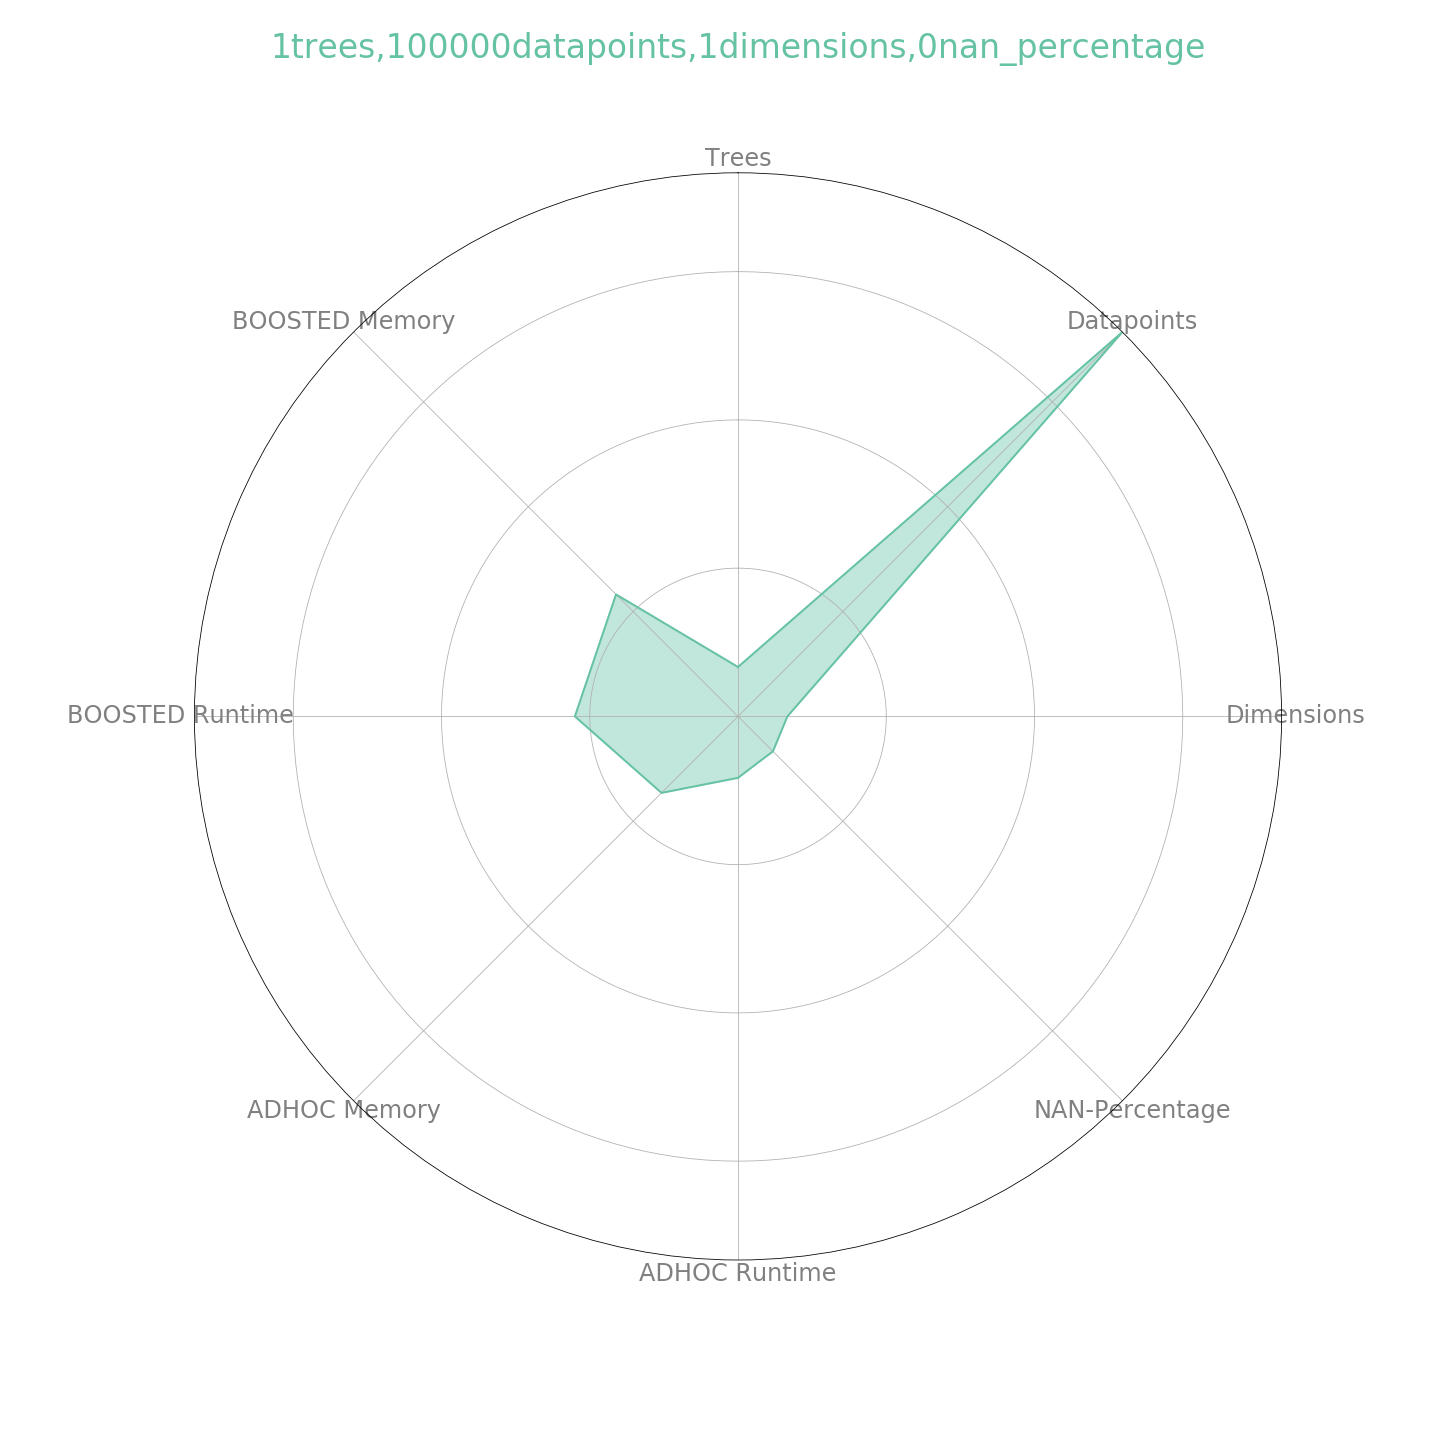 1trees,100000datapoints,1dimensions,0nan_percentage
Trees
BOOSTED Memory
Datapoints
BOOSTED Runtime
Dimensions
ADHOC Memory
NAN-Percentage
ADHOC Runtime